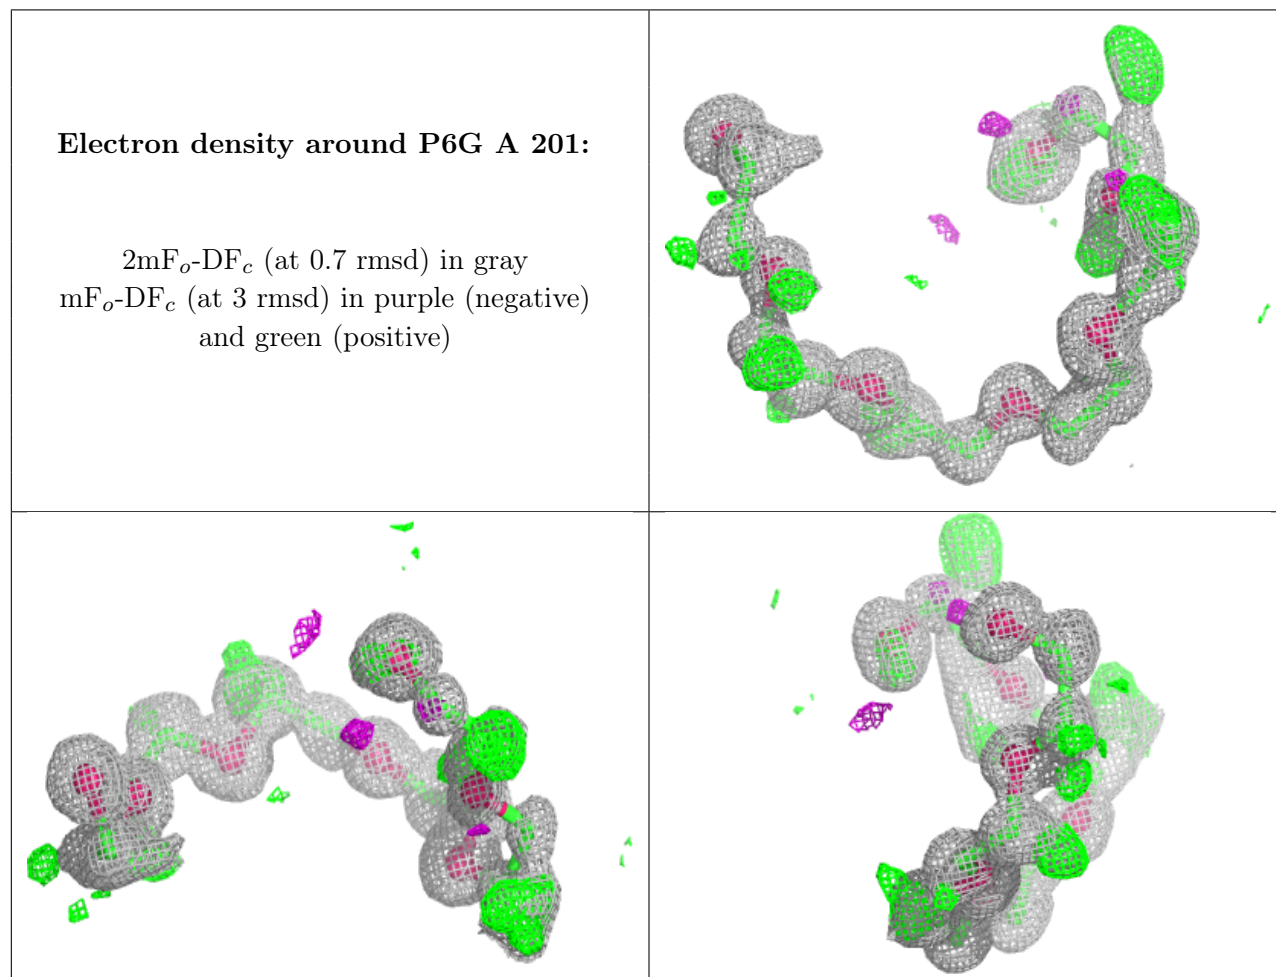 Electron density around P6G A 201:
2mFo-DFc (at 0.7 rmsd) in gray
mFo-DFc (at 3 rmsd) in purple (negative)
and green (positive)